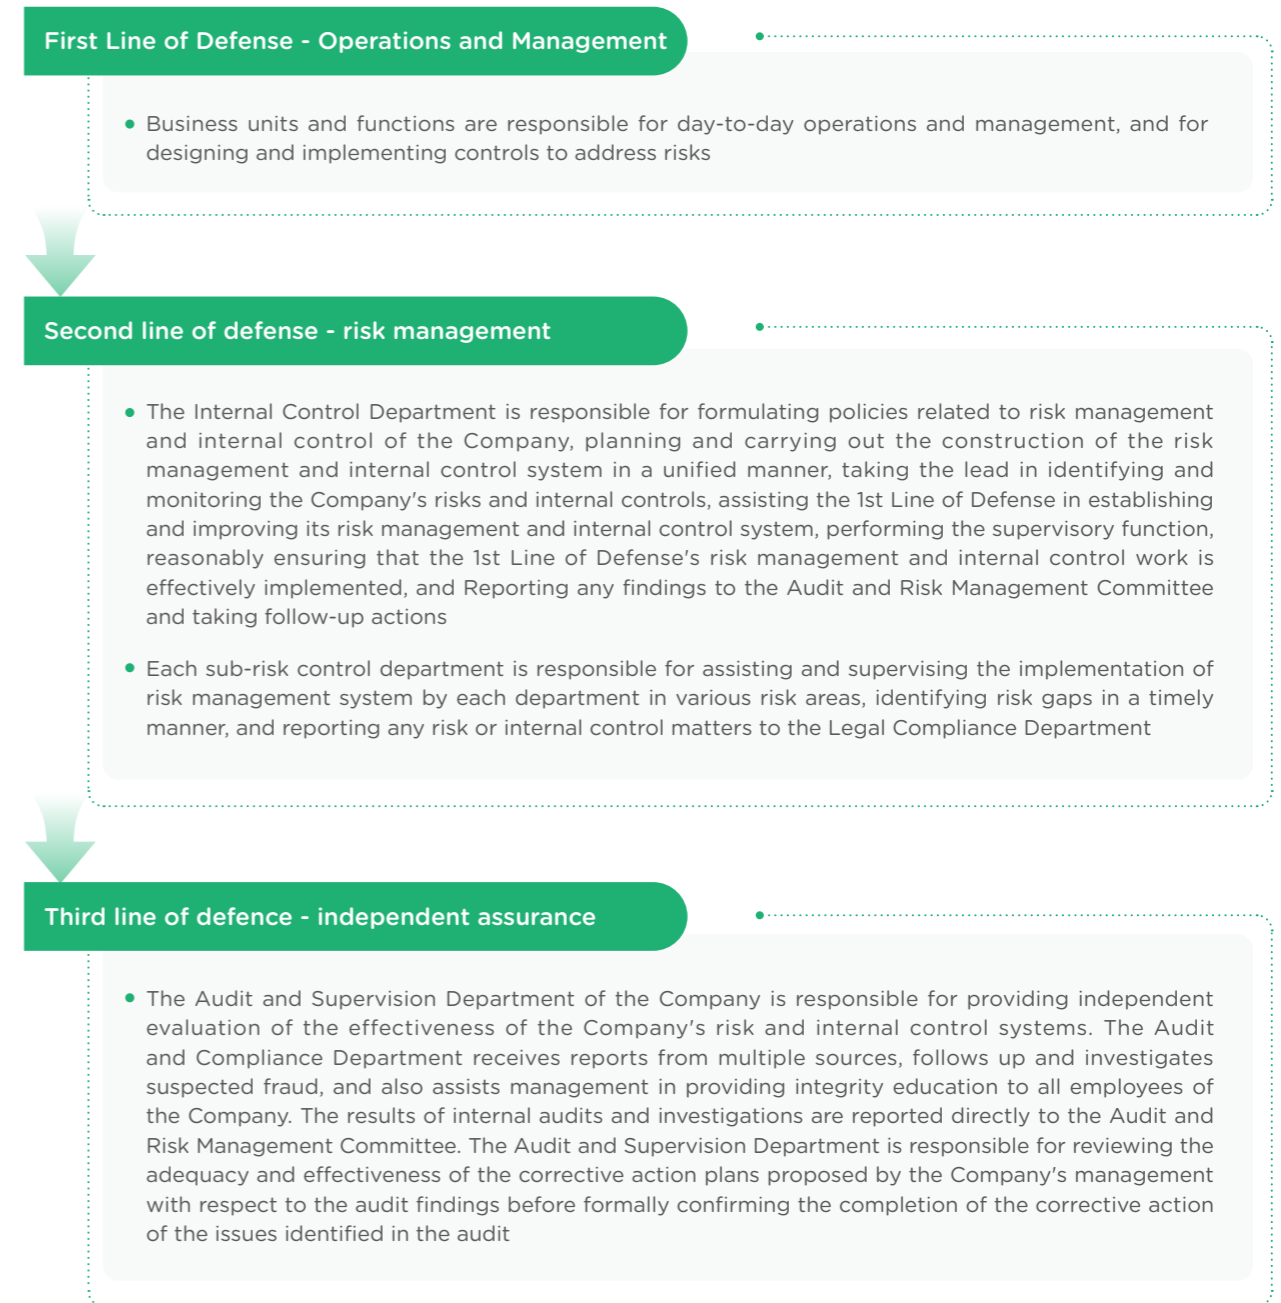 First Line of Defense - Operations and Management
Business units and functions are responsible for day-to-day operations and management, and for
designing and implementing controls to address risks
Second line of defense - risk management
The Internal Control Department is responsible for formulating policies related to risk management
and internal control of the Company, planning and carrying out the construction of the risk
management and internal control system in a unified manner, taking the lead in identifying and
monitoring the Company's risks and internal controls, assisting the 1st Line of Defense in establishing
and improving its risk management and internal control system, performing the supervisory function,
reasonably ensuring that the 1st Line of Defense's risk management and internal control work is
effectively implemented, and Reporting any findings to the Audit and Risk Management Committee
and taking follow-up actions
Each sub-risk control department is responsible for assisting and supervising the implementation of
risk management system by each department in various risk areas, identifying risk gaps in a timely
manner, and reporting any risk or internal control matters to the Legal Compliance Department
Third line of defence - independent assurance
The Audit and Supervision Department of the Company is responsible for providing independent
evaluation of the effectiveness of the Company's risk and internal control systems. The Audit
and Compliance Department receives reports from multiple sources, follows up and investigates
suspected fraud, and also assists management in providing integrity education to all employees of
the Company. The results of internal audits and investigations are reported directly to the Audit and
Risk Management Committee. The Audit and Supervision Department is responsible for reviewing the
adequacy and effectiveness of the corrective action plans proposed by the Company's management
with respect to the audit findings before formally confirming the completion of the corrective action
of the issues identified in the audit